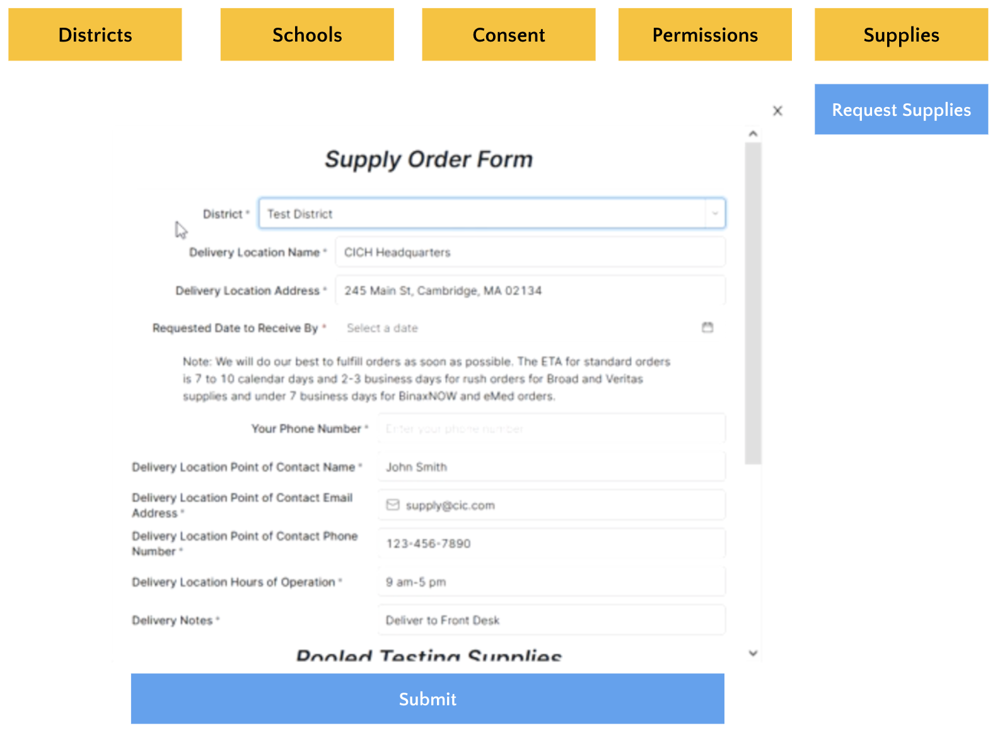 Districts
Schools
Consent
Permissions
Supplies
Request Supplies
Supply Order Form
District * Test District
Delivery Location Name * CICH Headquarters
Delivery Location Address * 245 Main St, Cambridge, MA 02134
Requested Date to Receive By * Select a date
Note: We will do our best to fulfill orders as soon as possible. The ETA for standard orders
is 7 to 10 calendar days and 2-3 business days for rush orders for Broad and Veritas
supplies and under 7 business days for BinaxNOW and eMed orders.
Your Phone Number * Enter your phone number
Delivery Location Point of Contact Name * John Smith
Delivery Location Point of Contact Email
Address * supply@cic.com
Delivery Location Point of Contact Phone
Number * 123-456-7890
Delivery Location Hours of Operation * 9 am-5 pm
Delivery Notes * Deliver to Front Desk
Pooled Testing Supplies
Submit